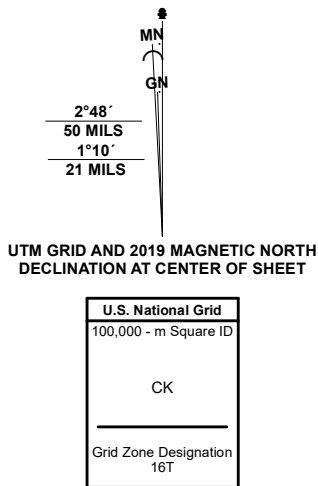 MN
GN
2°48´
50 MILS
1°10´
21 MILS
UTM GRID AND 2019 MAGNETIC NORTH
DECLINATION AT CENTER OF SHEET
U.S. National Grid
100,000 - m Square ID
CK
Grid Zone Designation
16T